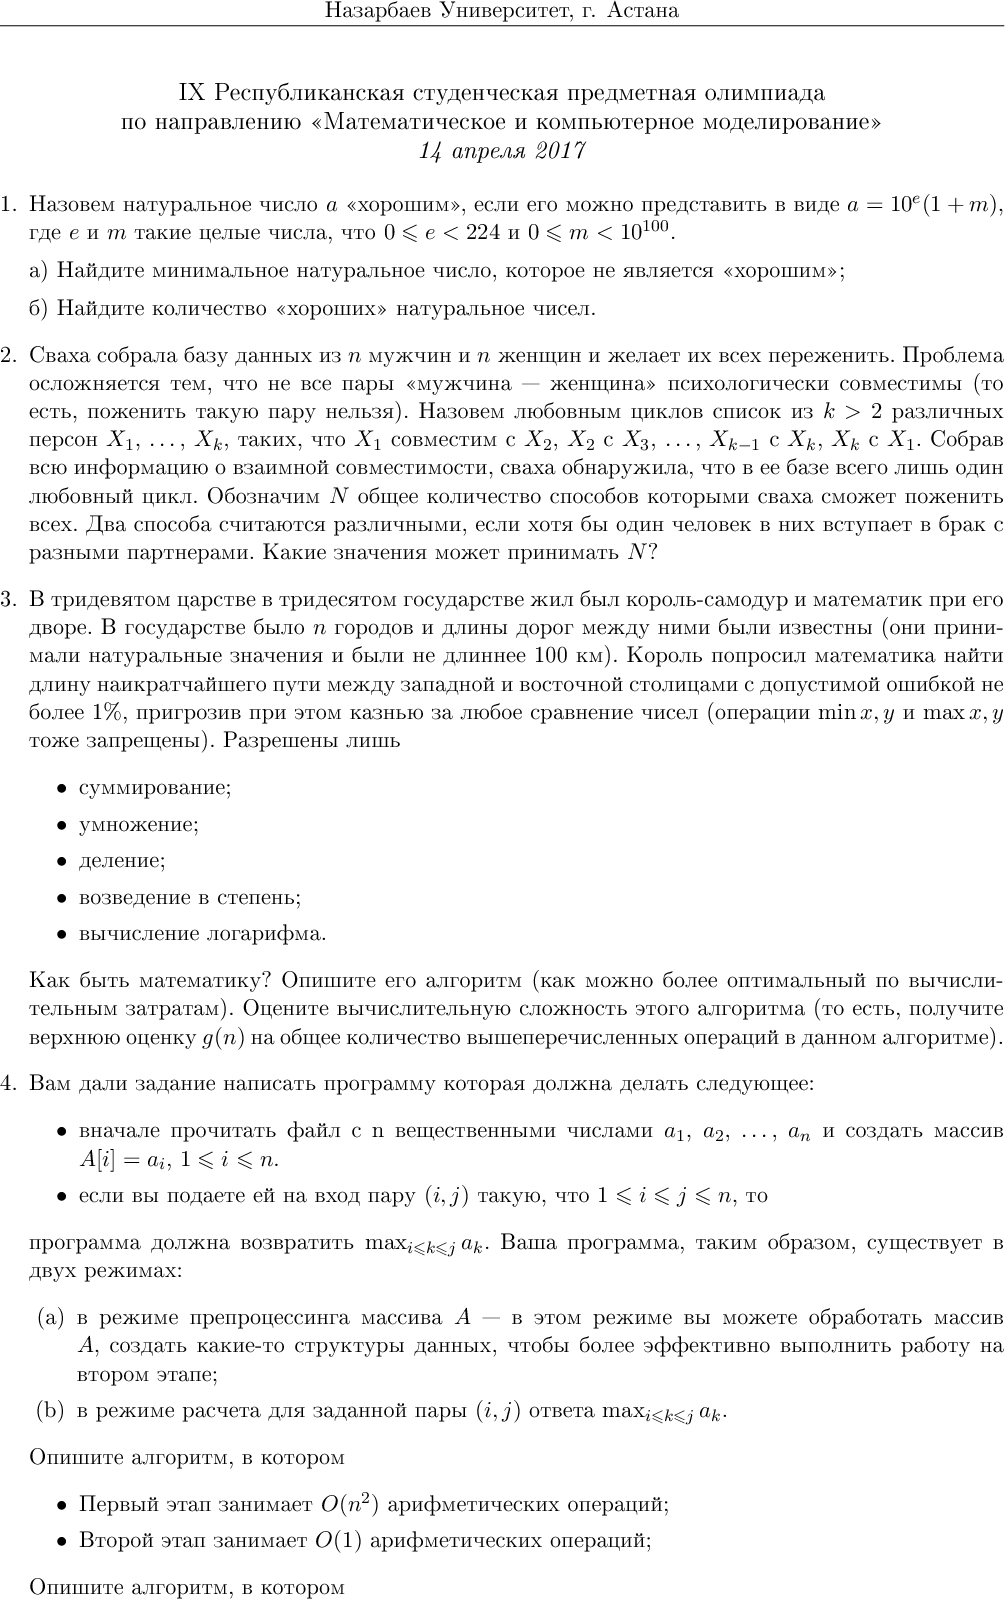 Назарбаев Университет, г. Астана
IX Республиканская студенческая предметная олимпиада
по направлению «Математическое и компьютерное моделирование»
14 апреля 2017
1. Назовем натуральное число a «хорошим», если его можно представить в виде a = 10^e(1 + m),
где e и m такие целые числа, что 0 ⩽ e < 224 и 0 ⩽ m < 10^100.
а) Найдите минимальное натуральное число, которое не является «хорошим»;
б) Найдите количество «хороших» натуральное чисел.
2. Сваха собрала базу данных из n мужчин и n женщин и желает их всех переженить. Проблема
осложняется тем, что не все пары «мужчина — женщина» психологически совместимы (то
есть, поженить такую пару нельзя). Назовем любовным циклов список из k > 2 различных
персон X_1, …, X_k, таких, что X_1 совместим с X_2, X_2 с X_3, …, X_{k−1} с X_k, X_k с X_1. Собрав
всю информацию о взаимной совместимости, сваха обнаружила, что в ее базе всего лишь один
любовный цикл. Обозначим N общее количество способов которыми сваха сможет поженить
всех. Два способа считаются различными, если хотя бы один человек в них вступает в брак с
разными партнерами. Какие значения может принимать N?
3. В тридевятом царстве в тридесятом государстве жил был король-самодур и математик при его
дворе. В государстве было n городов и длины дорог между ними были известны (они прини-
мали натуральные значения и были не длиннее 100 км). Король попросил математика найти
длину наикратчайшего пути между западной и восточной столицами с допустимой ошибкой не
более 1%, пригрозив при этом казнью за любое сравнение чисел (операции min x, y и max x, y
тоже запрещены). Разрешены лишь
• суммирование;
• умножение;
• деление;
• возведение в степень;
• вычисление логарифма.
Как быть математику? Опишите его алгоритм (как можно более оптимальный по вычисли-
тельным затратам). Оцените вычислительную сложность этого алгоритма (то есть, получите
верхнюю оценку g(n) на общее количество вышеперечисленных операций в данном алгоритме).
4. Вам дали задание написать программу которая должна делать следующее:
• вначале прочитать файл с n вещественными числами a_1, a_2, …, a_n и создать массив
A[i] = a_i, 1 ⩽ i ⩽ n.
• если вы подаете ей на вход пару (i, j) такую, что 1 ⩽ i ⩽ j ⩽ n, то
программа должна возвратить max_{i⩽k⩽j} a_k. Ваша программа, таким образом, существует в
двух режимах:
(a) в режиме препроцессинга массива A — в этом режиме вы можете обработать массив
A, создать какие-то структуры данных, чтобы более эффективно выполнить работу на
втором этапе;
(b) в режиме расчета для заданной пары (i, j) ответа max_{i⩽k⩽j} a_k.
Опишите алгоритм, в котором
• Первый этап занимает O(n^2) арифметических операций;
• Второй этап занимает O(1) арифметических операций;
Опишите алгоритм, в котором